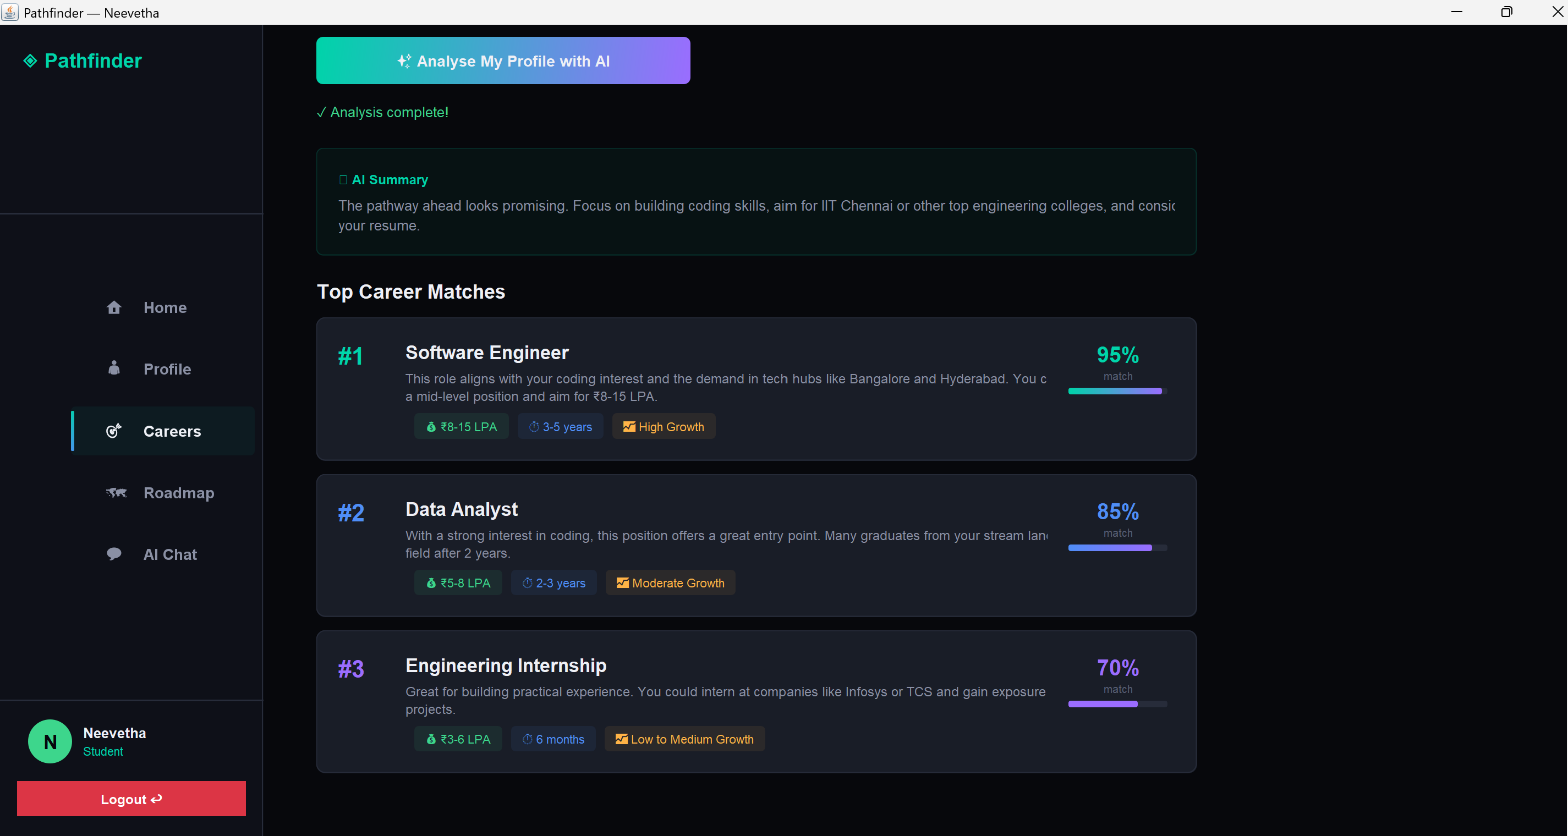 Pathfinder — Neevetha
Pathfinder
Analyse My Profile with AI
✓ Analysis complete!
AI Summary
The pathway ahead looks promising. Focus on building coding skills, aim for IIT Chennai or other top engineering colleges, and
your resume.
Top Career Matches
#1
Software Engineer
This role aligns with your coding interest and the demand in tech hubs like Bangalore and Hyderabad. You c
a mid-level position and aim for ₹8-15 LPA.
₹8-15 LPA
3-5 years
High Growth
95%
match
#2
Data Analyst
With a strong interest in coding, this position offers a great entry point. Many graduates from your stream
field after 2 years.
₹5-8 LPA
2-3 years
Moderate Growth
85%
match
#3
Engineering Internship
Great for building practical experience. You could intern at companies like Infosys or TCS and gain exposure
projects.
₹3-6 LPA
6 months
Low to Medium Growth
70%
match
Home
Profile
Careers
Roadmap
AI Chat
N
Neevetha
Student
Logout